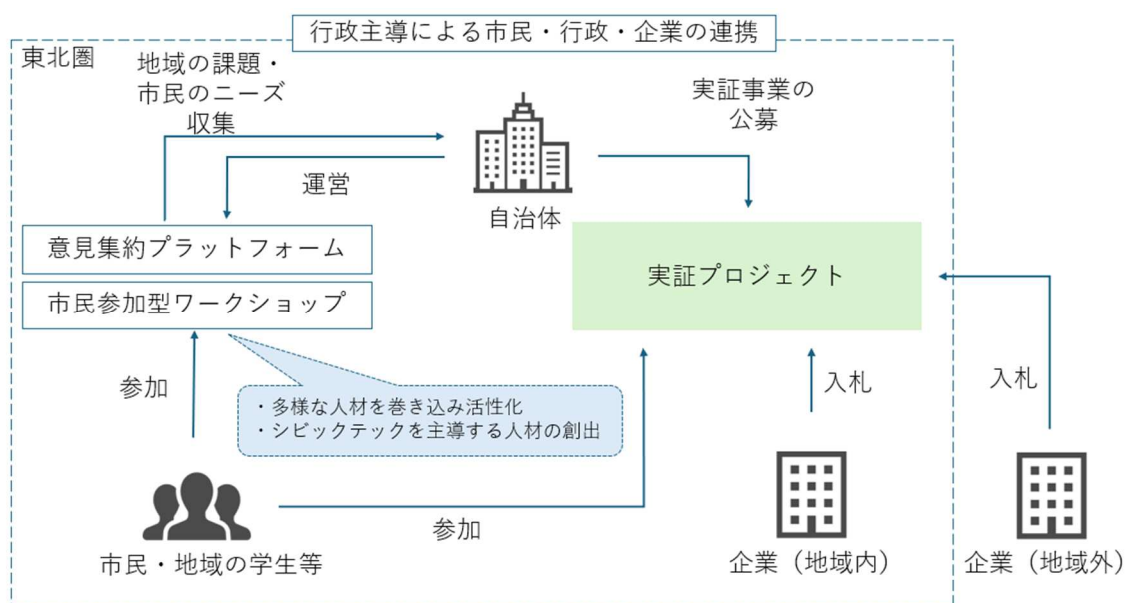 行政主導による市民・行政・企業の連携
東北圏
地域の課題・
市民のニーズ
収集
実証事業の
公募
運営
自治体
意見集約プラットフォーム
市民参加型ワークショップ
実証プロジェクト
参加
・多様な人材を巻き込み活性化
・シビックテックを主導する人材の創出
入札
入札
参加
市民・地域の学生等
企業（地域内）
企業（地域外）